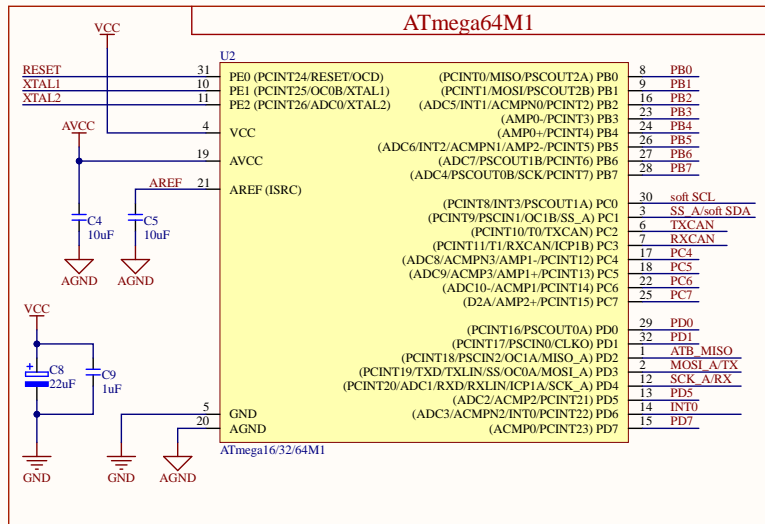 ATmega64M1
VCC
U2
RESET 31 PE0 (PCINT24/RESET/OCD) (PCINT0/MISO/PSCOUT2A) PB0 8 PB0
XTAL1 10 PE1 (PCINT25/OC0B/XTAL1) (PCINT1/MOSI/PSCOUT2B) PB1 9 PB1
XTAL2 11 PE2 (PCINT26/ADC0/XTAL2) (ADC5/INT1/ACMPN0/PCINT2) PB2 16 PB2
(AMP0-/PCINT3) PB3 23 PB3
AVCC 4 VCC (AMP0+/PCINT4) PB4 24 PB4
(ADC6/INT2/ACMPN1/AMP2-/PCINT5) PB5 26 PB5
19 AVCC (ADC7/PSCOUT1B/PCINT6) PB6 27 PB6
(ADC4/PSCOUT0B/SCK/PCINT7) PB7 28 PB7
AREF 21 AREF (ISRC)
(PCINT8/INT3/PSCOUT1A) PC0 30 soft SCL
(PCINT9/PSCIN1/OC1B/SS_A) PC1 3 SS_A/soft SDA
C4 C5 (PCINT10/T0/TXCAN) PC2 6 TXCAN
10uF 10uF (PCINT11/T1/RXCAN/ICP1B) PC3 7 RXCAN
(ADC8/ACMPN3/AMP1-/PCINT12) PC4 17 PC4
(ADC9/ACMP3/AMP1+/PCINT13) PC5 18 PC5
AGND AGND (ADC10-/ACMP1/PCINT14) PC6 22 PC6
(D2A/AMP2+/PCINT15) PC7 25 PC7
VCC
(PCINT16/PSCOUT0A) PD0 29 PD0
(PCINT17/PSCIN0/CLKO) PD1 32 PD1
(PCINT18/PSCIN2/OC1A/MISO_A) PD2 1 ATB_MISO
+ C8 C9 (PCINT19/TXD/TXLIN/SS/OC0A/MOSI_A) PD3 2 MOSI_A/TX
22uF 1uF (PCINT20/ADC1/RXD/RXLIN/ICP1A/SCK_A) PD4 12 SCK_A/RX
(ADC2/ACMP2/PCINT21) PD5 13 PD5
5 GND (ADC3/ACMPN2/INT0/PCINT22) PD6 14 INT0
20 AGND (ACMP0/PCINT23) PD7 15 PD7
ATmega16/32/64M1
GND GND AGND